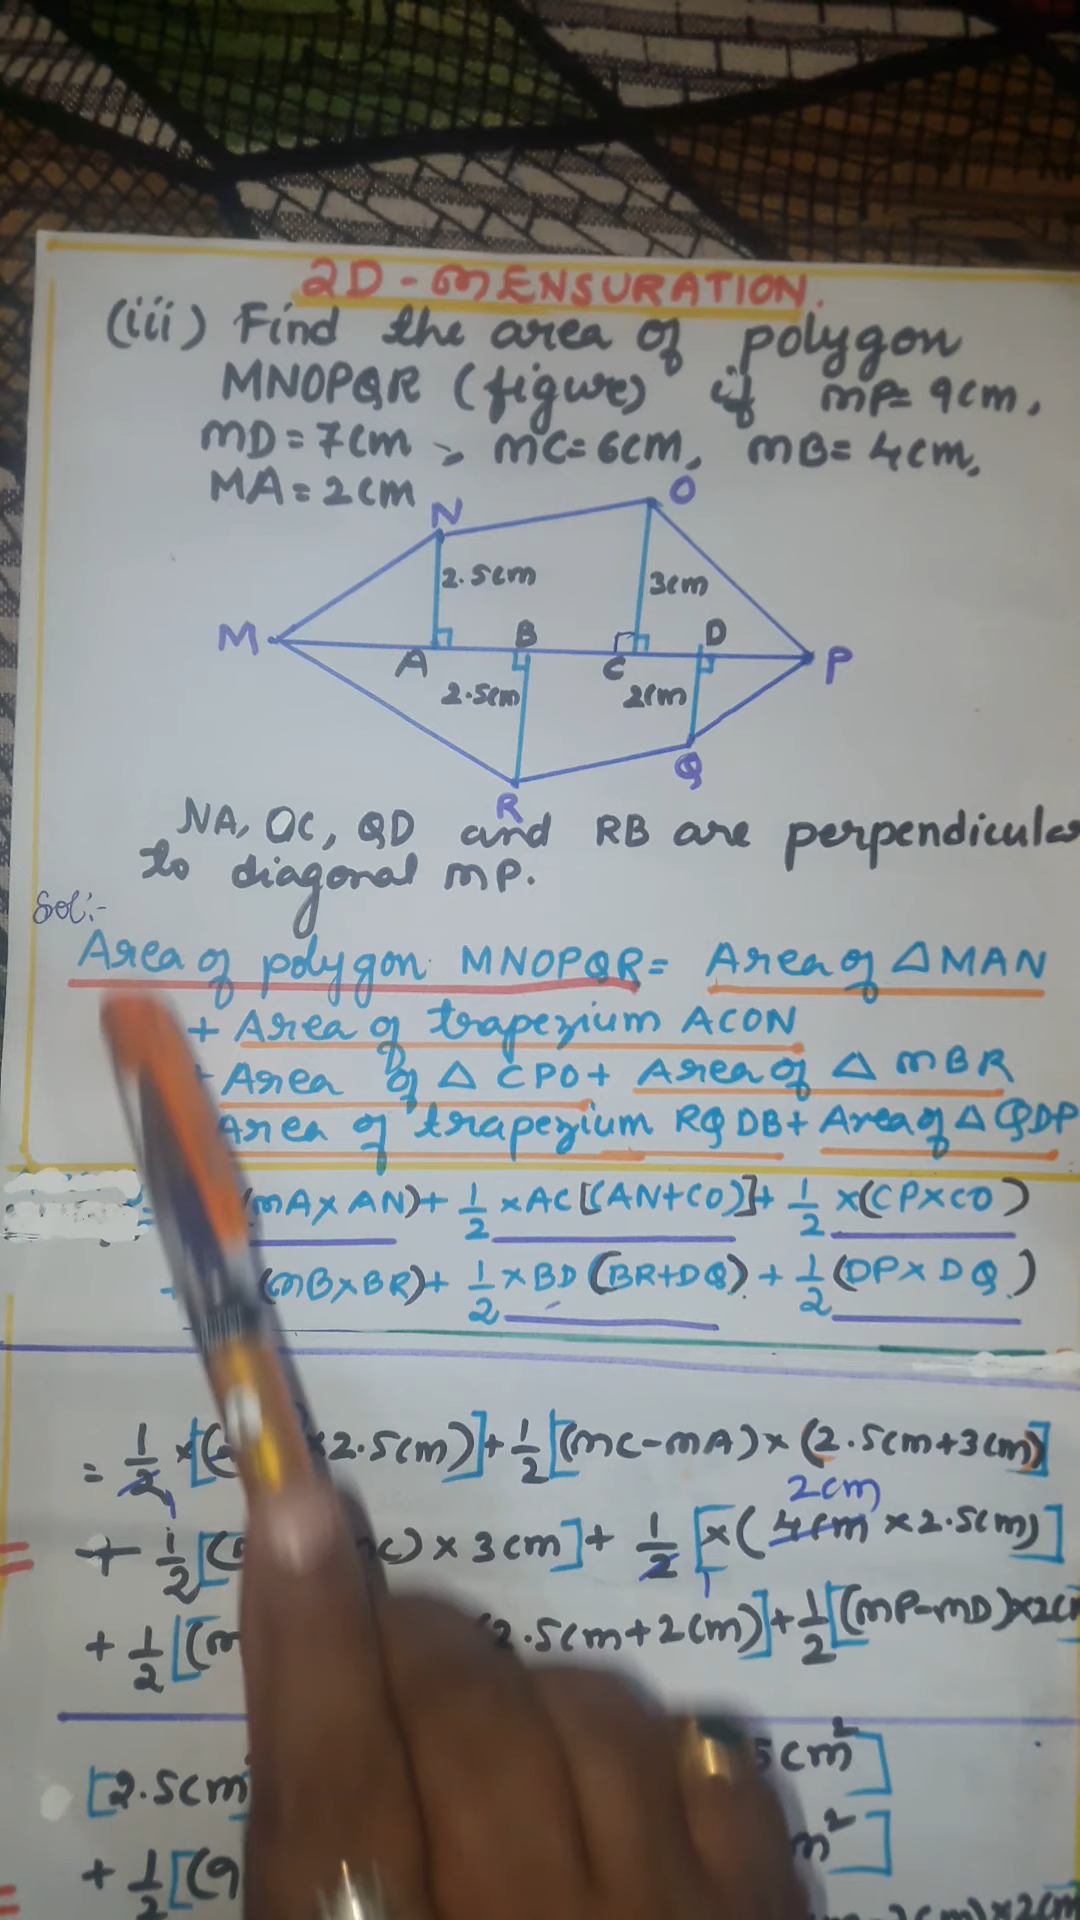 2D-MENSURATION.
(iii) Find the area of polygon
MNOPQR (figure) if MP= 9cm,
MD=7cm, MC=6cm, MB=4cm,
MA=2cm
N
O
2.5cm
3cm
M
A
B
C
D
P
2.5cm
2cm
Q
R
NA, OC, QD and RB are perpendicular
to diagonal MP.
Sol:-
Area of polygon MNOPQR= Area of △MAN
+ Area of trapezium ACON
+ Area of △ CPO+ Area of △ MBR
Area of trapezium RQDB+ Area of △ QDP
= (MA×AN)+ 1/2 ×AC[(AN+CO)]+ 1/2 ×(CP×CO)
+ (MB×BR)+ 1/2 ×BD (BR+DQ) + 1/2 (DP×DQ)
= 1/2 ×[( ×2.5cm)]+ 1/2 [(MC-MA)× (2.5cm+3cm)]
2cm
+ 1/2 [( )×3cm]+ 1/2 [×(4cm ×2.5cm)]
1
+ 1/2 [(M 2.5cm+2cm)]+ 1/2 [(MP-MD)×2c
[2.5cm 5cm²]
+ 1/2 [(9 m²]
)×2cm